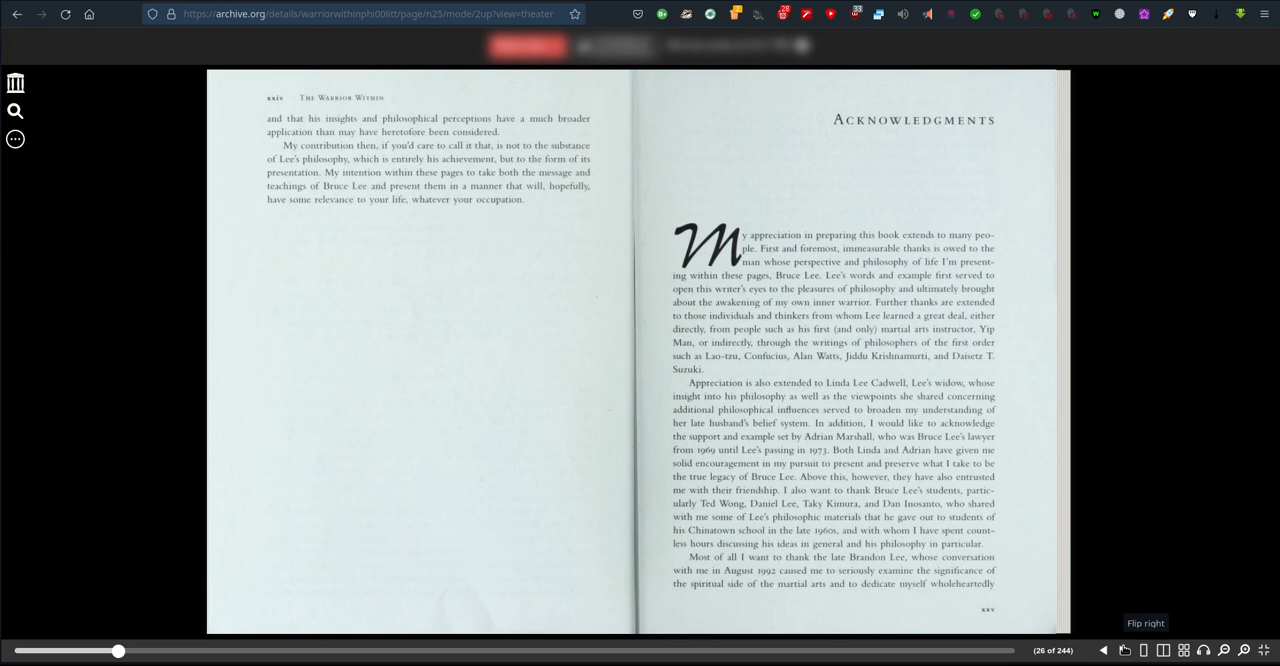 https://archive.org/details/warriorwithinphi00litt/page/n25/mode/2up?view=theater
28
33
xxiv THE WARRIOR WITHIN
and that his insights and philosophical perceptions have a much broader
application than may have heretofore been considered.
My contribution then, if you'd care to call it that, is not to the substance
of Lee's philosophy, which is entirely his achievement, but to the form of its
presentation. My intention within these pages to take both the message and
teachings of Bruce Lee and present them in a manner that will, hopefully,
have some relevance to your life, whatever your occupation.
ACKNOWLEDGMENTS
My appreciation in preparing this book extends to many peo-
ple. First and foremost, immeasurable thanks is owed to the
man whose perspective and philosophy of life I'm present-
ing within these pages, Bruce Lee. Lee's words and example first served to
open this writer's eyes to the pleasures of philosophy and ultimately brought
about the awakening of my own inner warrior. Further thanks are extended
to those individuals and thinkers from whom Lee learned a great deal, either
directly, from people such as his first (and only) martial arts instructor, Yip
Man, or indirectly, through the writings of philosophers of the first order
such as Lao-tzu, Confucius, Alan Watts, Jiddu Krishnamurti, and Daisetz T.
Suzuki.
Appreciation is also extended to Linda Lee Cadwell, Lee's widow, whose
insight into his philosophy as well as the viewpoints she shared concerning
additional philosophical influences served to broaden my understanding of
her late husband's belief system. In addition, I would like to acknowledge
the support and example set by Adrian Marshall, who was Bruce Lee's lawyer
from 1969 until Lee's passing in 1973. Both Linda and Adrian have given me
solid encouragement in my pursuit to present and preserve what I take to be
the true legacy of Bruce Lee. Above this, however, they have also entrusted
me with their friendship. I also want to thank Bruce Lee's students, partic-
ularly Ted Wong, Daniel Lee, Taky Kimura, and Dan Inosanto, who shared
with me some of Lee's philosophic materials that he gave out to students of
his Chinatown school in the late 1960s, and with whom I have spent count-
less hours discussing his ideas in general and his philosophy in particular.
Most of all I want to thank the late Brandon Lee, whose conversation
with me in August 1992 caused me to seriously examine the significance of
the spiritual side of the martial arts and to dedicate myself wholeheartedly
xxv
Flip right
(26 of 244)